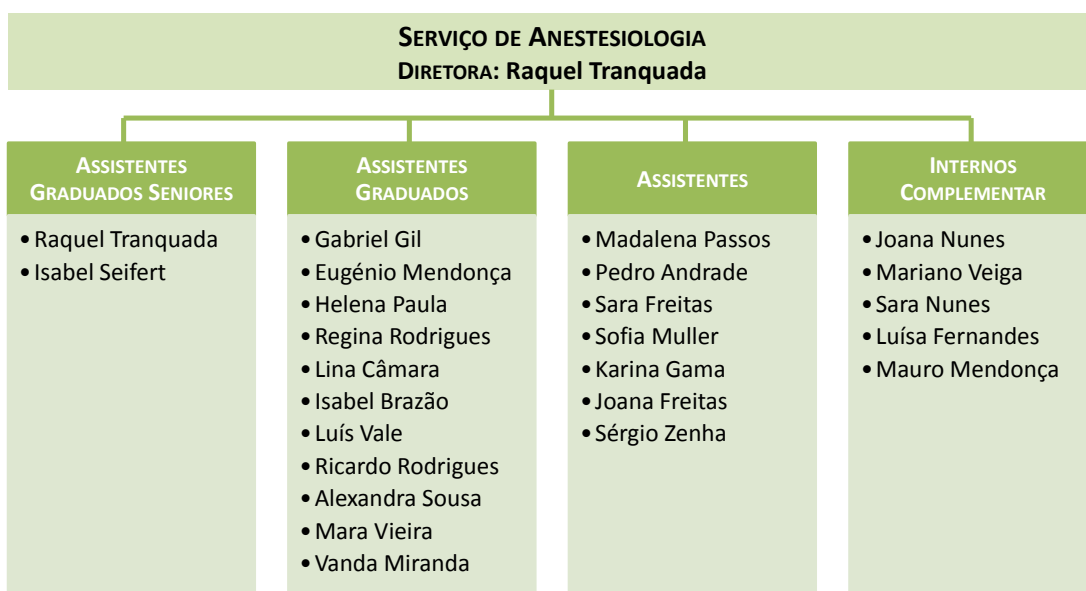 SERVIÇO DE ANESTESIOLOGIA
DIRETORA: Raquel Tranquada
ASSISTENTES
GRADUADOS SENIORES
• Raquel Tranquada
• Isabel Seifert
ASSISTENTES
GRADUADOS
• Gabriel Gil
• Eugénio Mendonça
• Helena Paula
• Regina Rodrigues
• Lina Câmara
• Isabel Brazão
• Luís Vale
• Ricardo Rodrigues
• Alexandra Sousa
• Mara Vieira
• Vanda Miranda
ASSISTENTES
• Madalena Passos
• Pedro Andrade
• Sara Freitas
• Sofia Muller
• Karina Gama
• Joana Freitas
• Sérgio Zenha
INTERNOS
COMPLEMENTAR
• Joana Nunes
• Mariano Veiga
• Sara Nunes
• Luísa Fernandes
• Mauro Mendonça